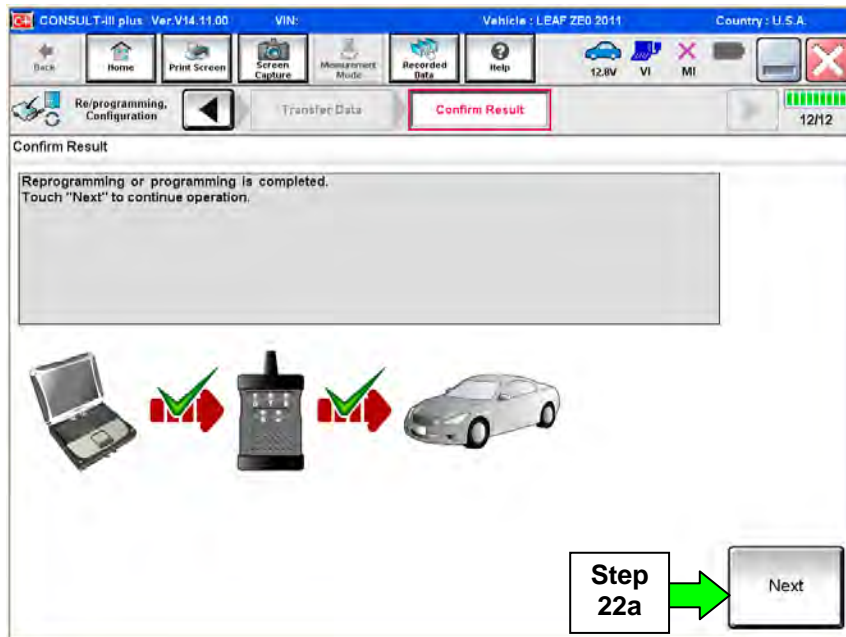 C+ CONSULT-III plus Ver.V14.11.00 VIN: Vehicle : LEAF ZE0 2011 Country : U.S.A.
Back Home Print Screen Screen Capture Measurement Mode Recorded Data Help 12.8V VI MI
Re/programming, Configuration Transfer Data Confirm Result 12/12
Confirm Result
Reprogramming or programming is completed.
Touch "Next" to continue operation.
Step
22a
Next